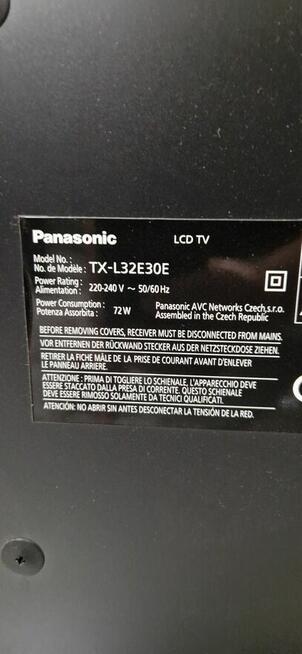 Panasonic LCD TV
Model No. :
No. de Modèle : TX-L32E30E
Power Rating :
Alimentation : 220-240 V ~ 50/60 Hz
Power Consumption : Panasonic AVC Networks Czech,s.r.o.
Potenza Assorbita : 72 W Assembled in the Czech Republic
BEFORE REMOVING COVERS, RECEIVER MUST BE DISCONNECTED FROM MAINS.
VOR ENTFERNEN DER RÜCKWAND STECKER AUS DER NETZSTECKDOSE ZIEHEN.
RETIRER LA FICHE MÂLE DE LA PRISE DE COURANT AVANT D'ENLEVER
LE PANNEAU ARRIERE.
ATTENZIONE : PRIMA DI TOGLIERE LO SCHIENALE, L'APPARECCHIO DEVE
ESSERE STACCATO DALLA PRESA DI CORRENTE. QUESTO SCHIENALE
DEVE ESSERE RIMOSSO SOLAMENTE DA TECNICI QUALIFICATI.
ATENCIÓN: NO ABRIR SIN ANTES DESCONECTAR LA TENSIÓN DE LA RED.